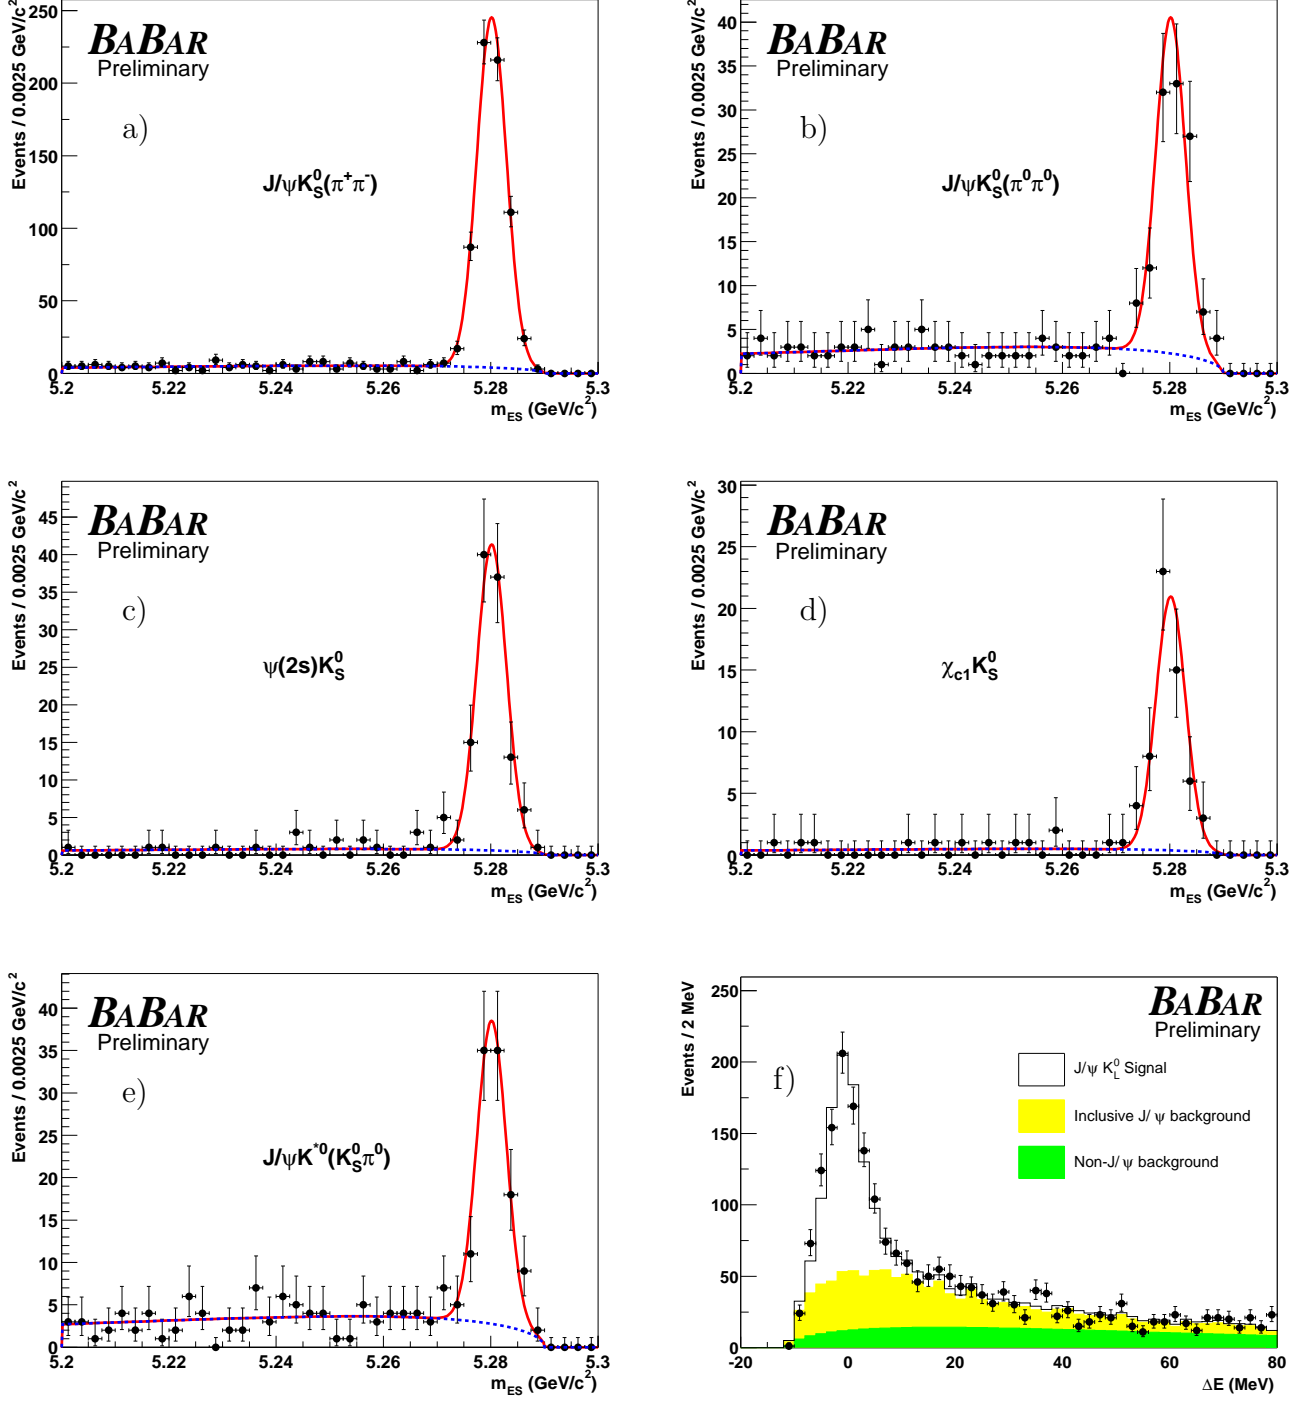 Events / 0.0025 GeV/c²
250
200
150
100
50
0
BABAR
Preliminary
a)
J/ψK⁰S(π⁺π⁻)
5.2 5.22 5.24 5.26 5.28 5.3
mES (GeV/c²)
Events / 0.0025 GeV/c²
40
35
30
25
20
15
10
5
0
BABAR
Preliminary
b)
J/ψK⁰S(π⁰π⁰)
5.2 5.22 5.24 5.26 5.28 5.3
mES (GeV/c²)
Events / 0.0025 GeV/c²
45
40
35
30
25
20
15
10
5
0
BABAR
Preliminary
c)
ψ(2s)K⁰S
5.2 5.22 5.24 5.26 5.28 5.3
mES (GeV/c²)
Events / 0.0025 GeV/c²
30
25
20
15
10
5
0
BABAR
Preliminary
d)
χc1K⁰S
5.2 5.22 5.24 5.26 5.28 5.3
mES (GeV/c²)
Events / 0.0025 GeV/c²
40
35
30
25
20
15
10
5
0
BABAR
Preliminary
e)
J/ψK*⁰(K⁰Sπ⁰)
5.2 5.22 5.24 5.26 5.28 5.3
mES (GeV/c²)
Events / 2 MeV
250
200
150
100
50
0
BABAR
Preliminary
f)
J/ψ K⁰L Signal
Inclusive J/ψ background
Non-J/ψ background
-20 0 20 40 60 80
ΔE (MeV)